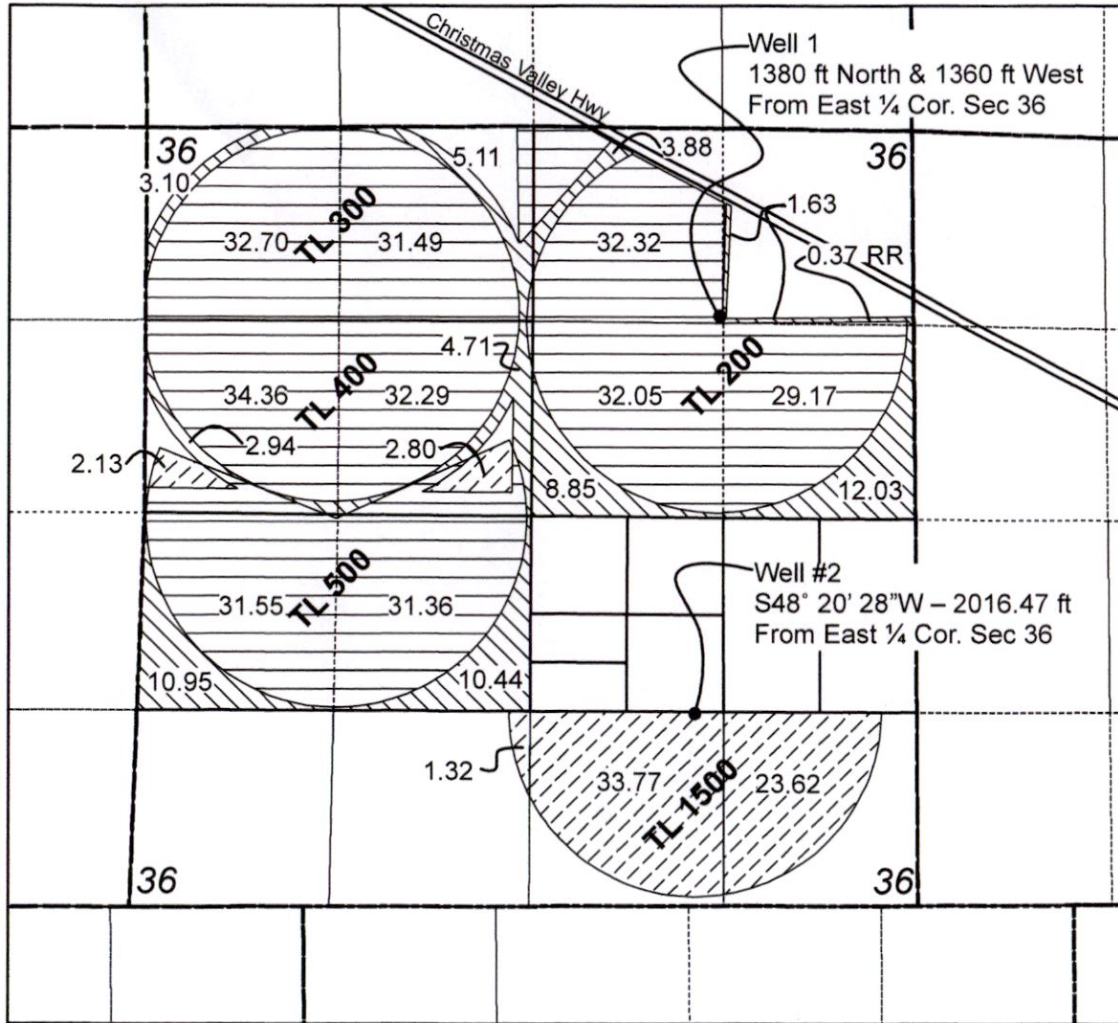 Christmas Valley Hwy
Well 1
1380 ft North & 1360 ft West
From East ¼ Cor. Sec 36
36
36
3.10
5.11
3.88
1.63
TL 300
32.70
31.49
32.32
0.37 RR
4.71
TL 400
34.36
32.29
TL 200
32.05
29.17
2.13
2.94
2.80
8.85
12.03
TL 500
31.55
31.36
Well #2
S48° 20' 28"W – 2016.47 ft
From East ¼ Cor. Sec 36
10.95
10.44
1.32
33.77
TL 1500
23.62
36
36